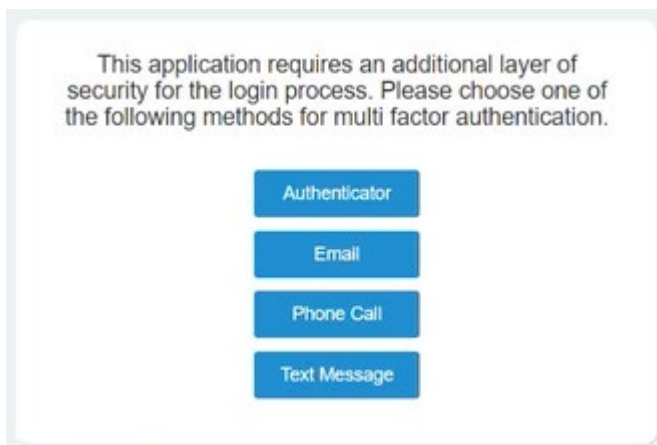 This application requires an additional layer of
security for the login process. Please choose one of
the following methods for multi factor authentication.
Authenticator
Email
Phone Call
Text Message